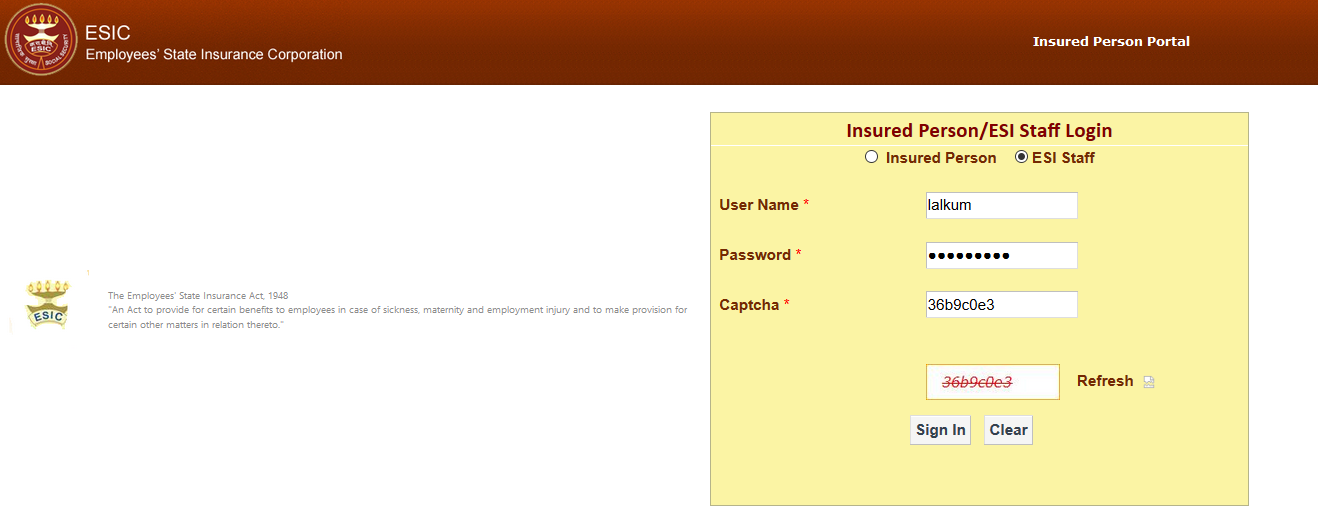 ESIC
Employees' State Insurance Corporation
Insured Person Portal
Insured Person/ESI Staff Login
Insured Person ESI Staff
User Name * lalkum
Password * ●●●●●●●●●
Captcha * 36b9c0e3
36b9c0e3 Refresh
Sign In Clear
ESIC
The Employees' State Insurance Act, 1948
"An Act to provide for certain benefits to employees in case of sickness, maternity and employment injury and to make provision for
certain other matters in relation thereto."
ESIC
SOCIAL SECURITY